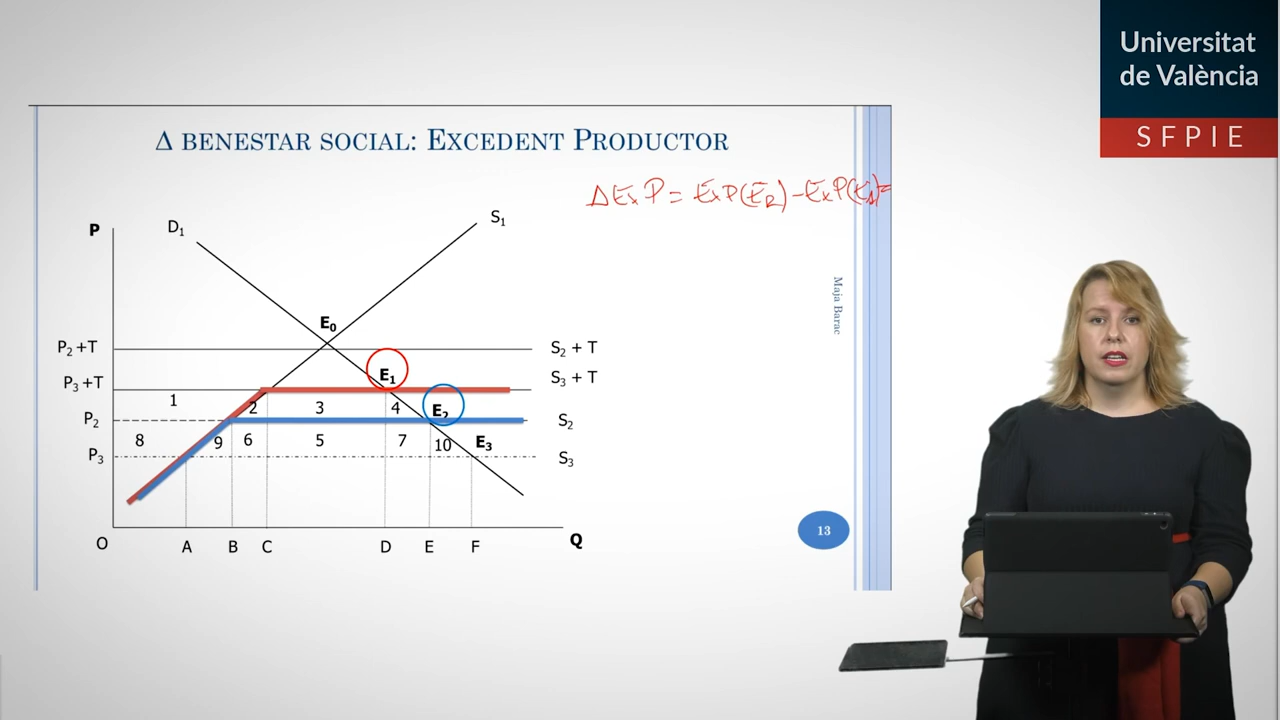 Universitat
de València
SFPIE
Δ BENESTAR SOCIAL: EXCEDENT PRODUCTOR
ΔExP = ExP(E₂) - ExP(E₁) =
P
D₁
S₁
E₀
P₂+T
S₂ + T
E₁
P₃+T
S₃ + T
1
2
3
4
E₂
P₂
S₂
8
9
6
5
7
10
E₃
P₃
S₃
O
A
B
C
D
E
F
Q
Maja Barac
13